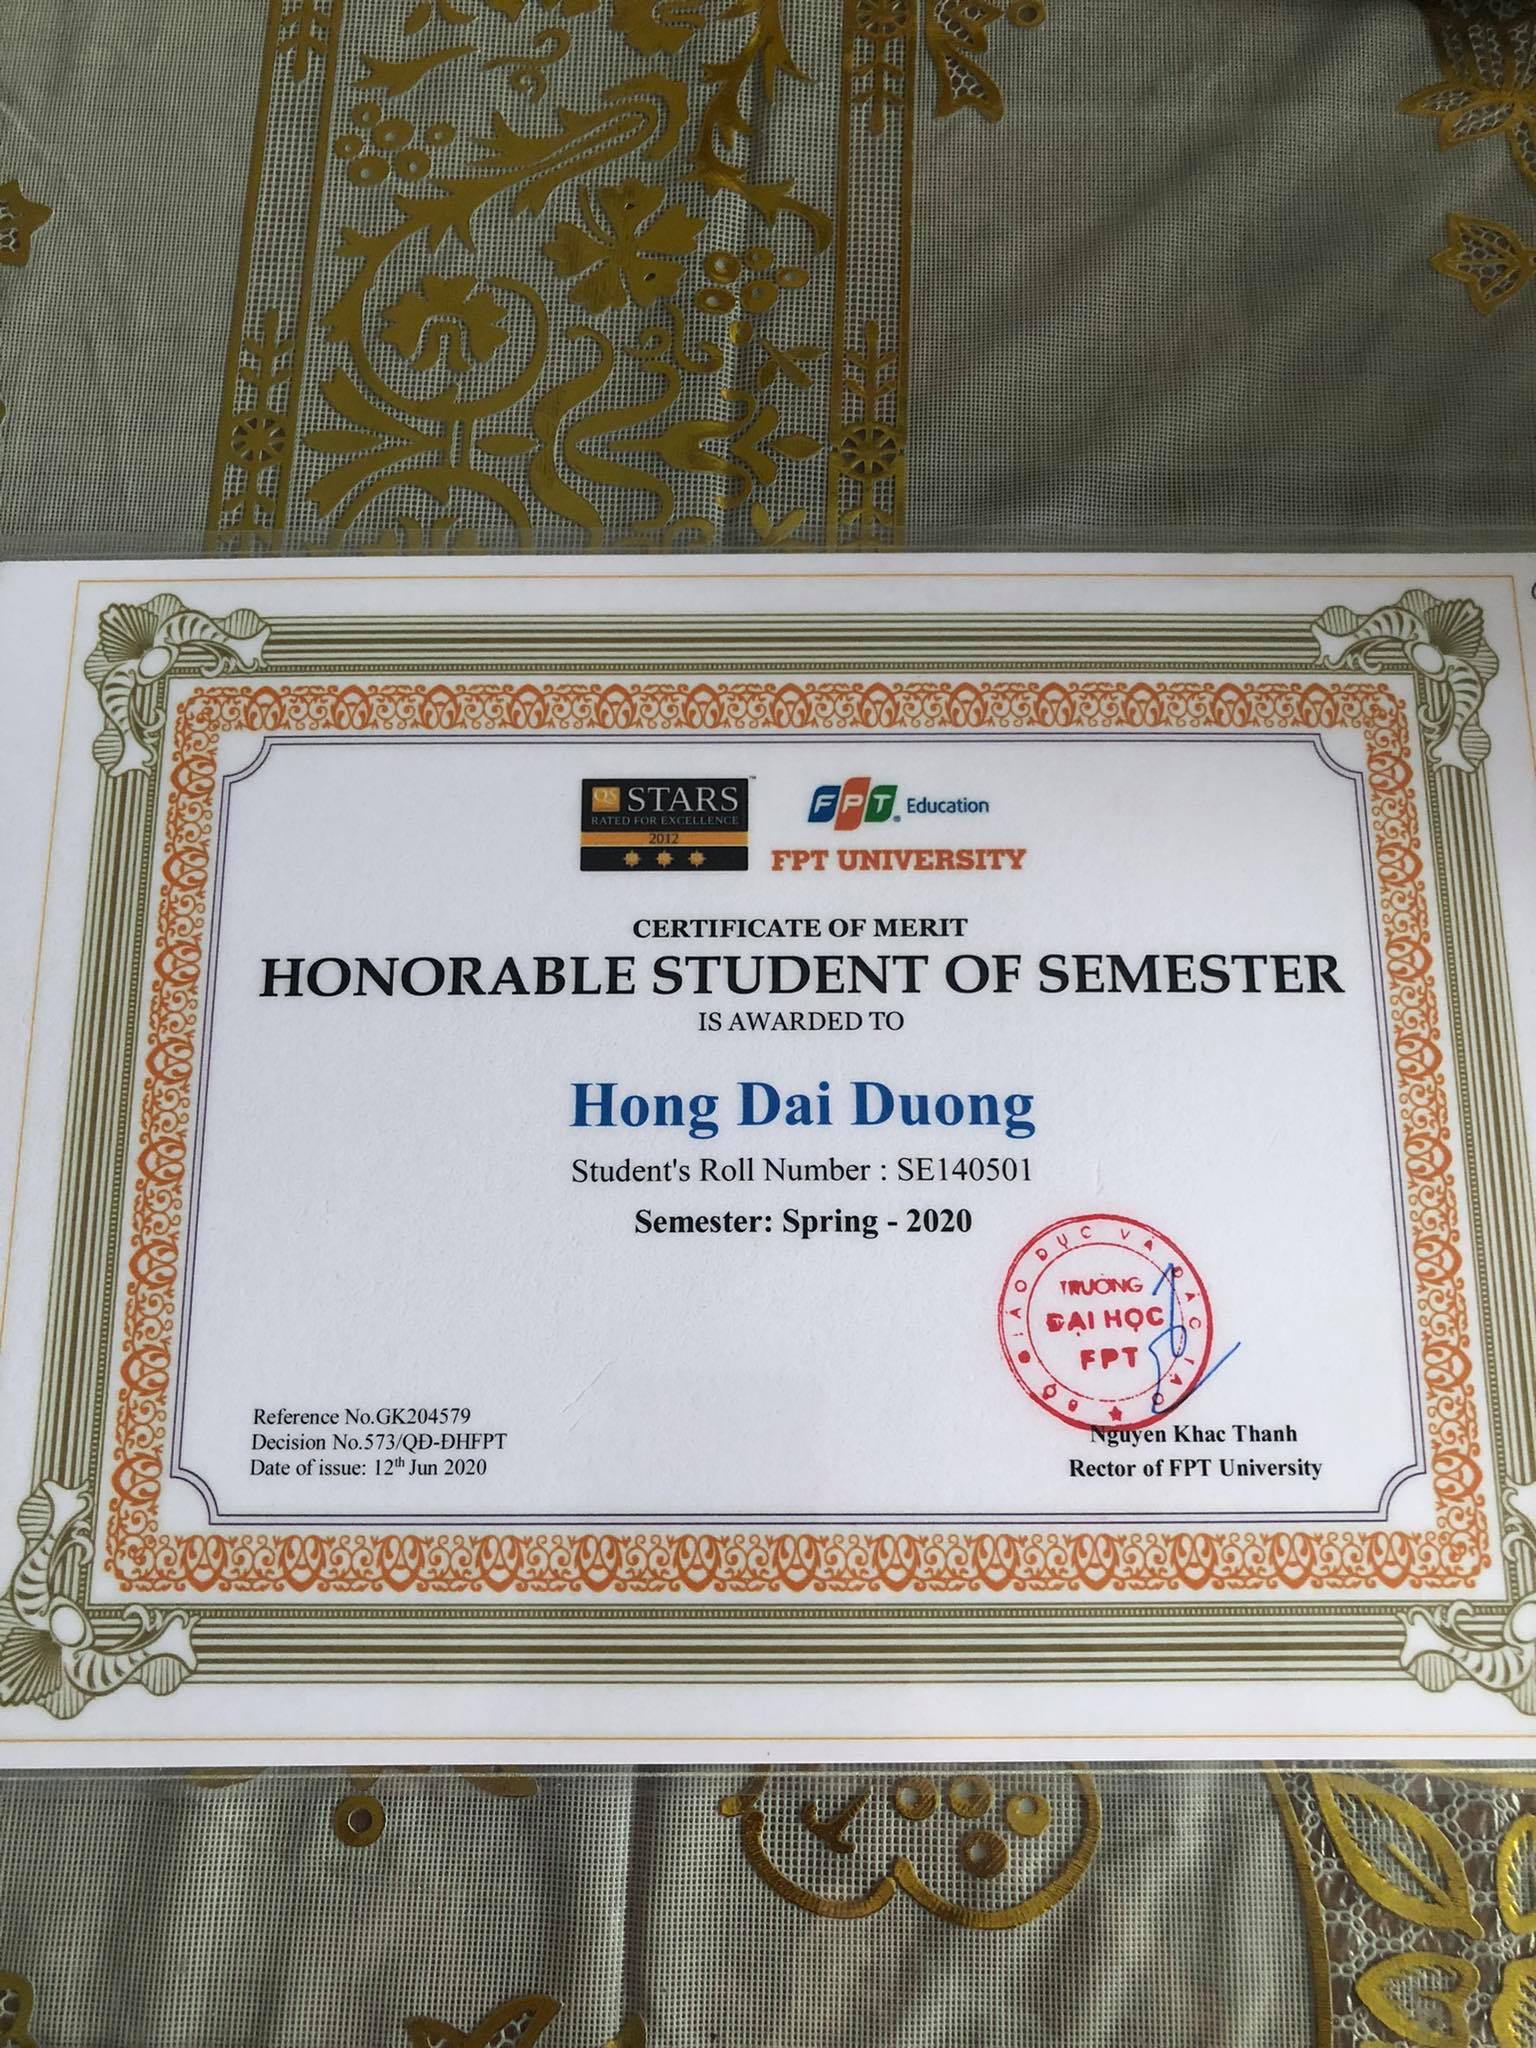 QS STARS™
RATED FOR EXCELLENCE
2012
FPT® Education
FPT UNIVERSITY
CERTIFICATE OF MERIT
HONORABLE STUDENT OF SEMESTER
IS AWARDED TO
Hong Dai Duong
Student's Roll Number : SE140501
Semester: Spring - 2020
BỘ GIÁO DỤC VÀ ĐÀO TẠO
TRƯỜNG
ĐẠI HỌC
FPT
Reference No.GK204579
Decision No.573/QĐ-ĐHFPT
Date of issue: 12th Jun 2020
Nguyen Khac Thanh
Rector of FPT University